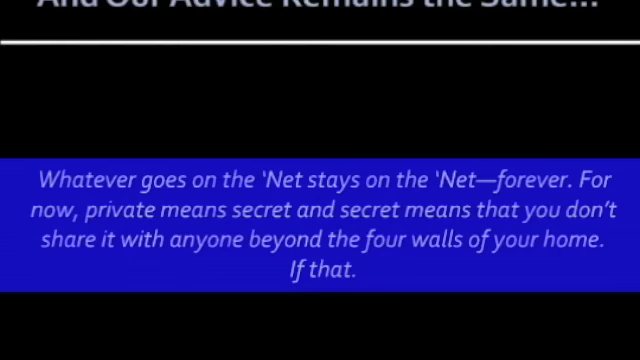 And Our Advice Remains the Same...
Whatever goes on the ‘Net stays on the ‘Net—forever. For
now, private means secret and secret means that you don’t
share it with anyone beyond the four walls of your home.
If that.